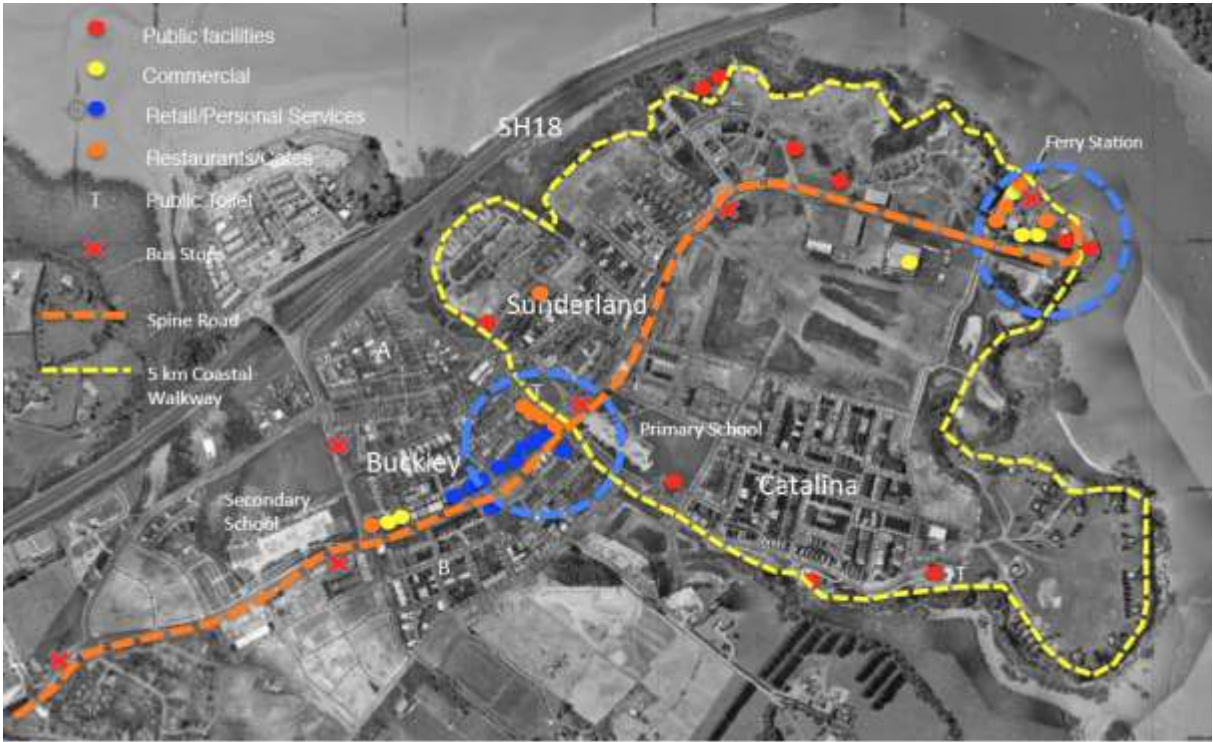 Public facilities
Commercial
Retail/Personal Services
Restaurants/Cafes
T Public Toilet
Bus Stops
Spine Road
5 km Coastal
Walkway
SH18
Ferry Station
Sunderland
A
T
Primary School
Buckley
Catalina
Secondary
School
B
T